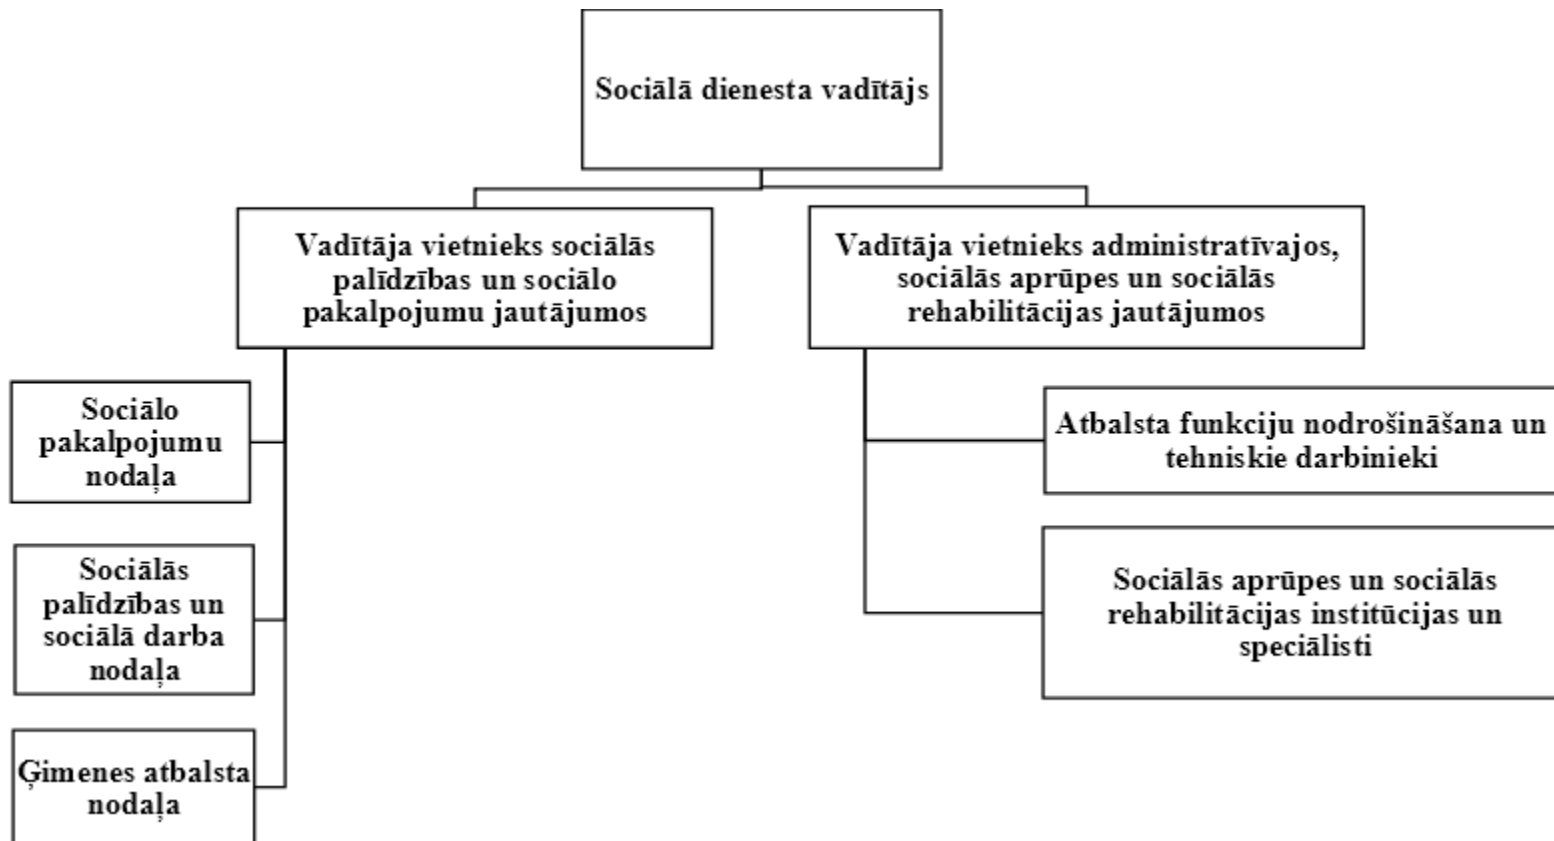 Sociālā dienesta vadītājs
Vadītāja vietnieks sociālās
palīdzības un sociālo
pakalpojumu jautājumos
Vadītāja vietnieks administratīvajos,
sociālās aprūpes un sociālās
rehabilitācijas jautājumos
Sociālo
pakalpojumu
nodaļa
Sociālās
palīdzības un
sociālā darba
nodaļa
Ģimenes atbalsta
nodaļa
Atbalsta funkciju nodrošināšana un
tehniskie darbinieki
Sociālās aprūpes un sociālās
rehabilitācijas institūcijas un
speciālisti